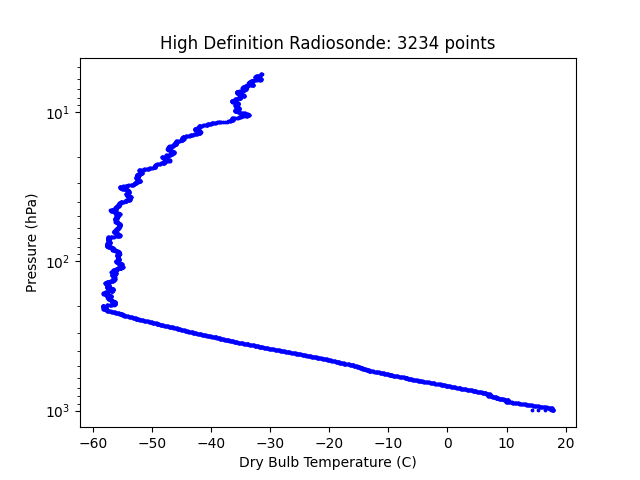 High Definition Radiosonde: 3234 points
10¹
10²
10³
Pressure (hPa)
−60 −50 −40 −30 −20 −10 0 10 20
Dry Bulb Temperature (C)